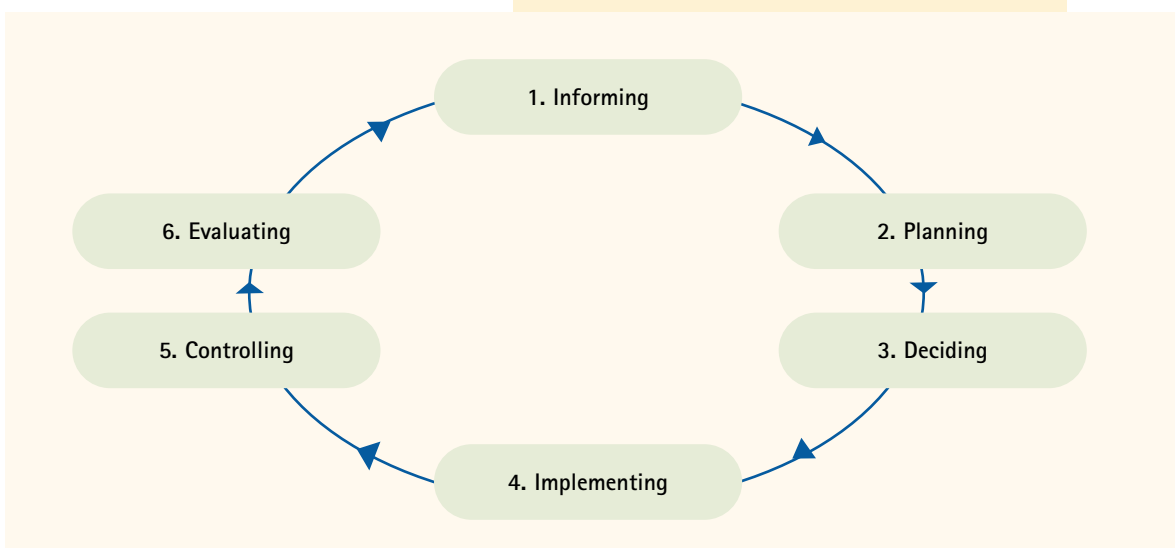 1. Informing
2. Planning
3. Deciding
4. Implementing
5. Controlling
6. Evaluating